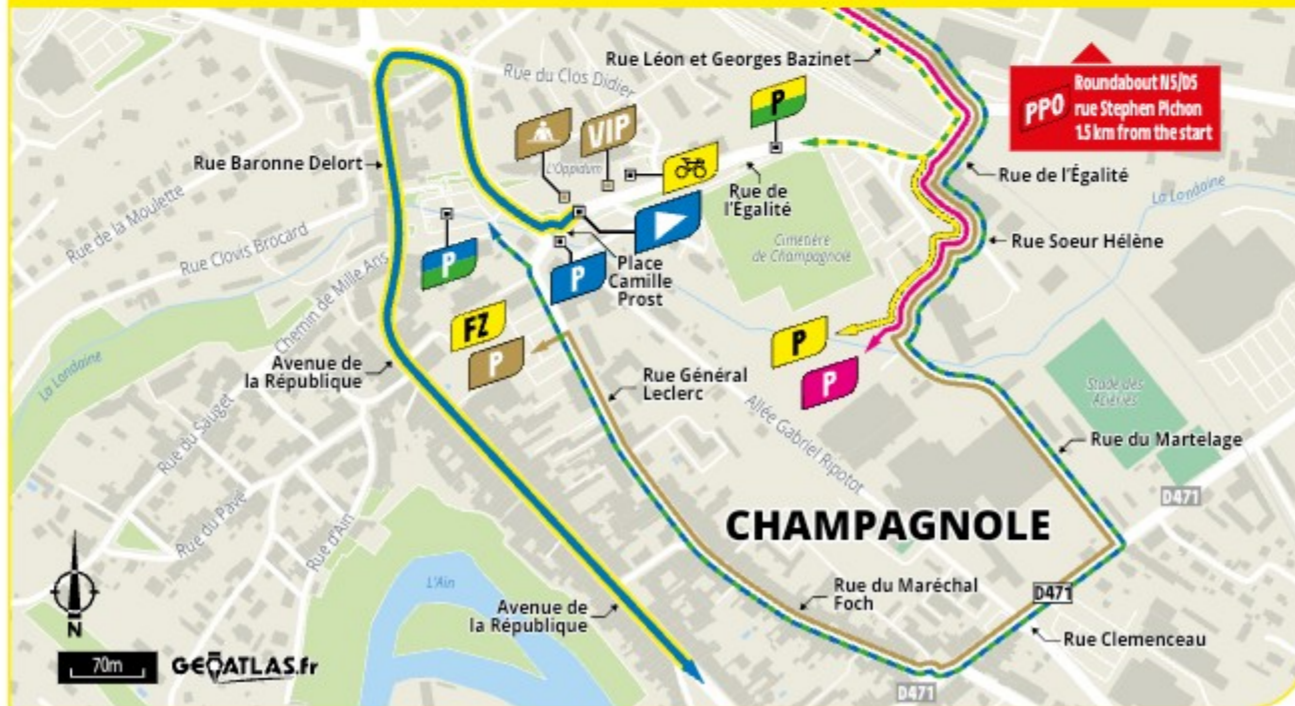 Rue Léon et Georges Bazinet
Rue du Clos Didier
PPO
Roundabout N5/D5
rue Stephen Pichon
1.5 km from the start
P
VIP
L'Oppidum
Rue Baronne Delort
Rue de
l'Égalité
Rue de l'Égalité
La Londaine
Rue de la Moulette
Rue Clovis Brocard
Rue Soeur Hélène
Cimetière
de Champagnole
P
P
Place
Camille
Prost
Chemin de Mille Ans
FZ
P
P
P
Avenue de
la République
La Londaine
Rue Général
Leclerc
Allée Gabriel Ripotot
Stade des
Aciéries
Rue du Sauget
Rue du Martelage
D471
Rue du Pavé
Rue d'Ain
CHAMPAGNOLE
L'Ain
Rue du Maréchal
Foch
D471
Avenue de
la République
Rue Clemenceau
N
70m
GEOATLAS.fr
D471